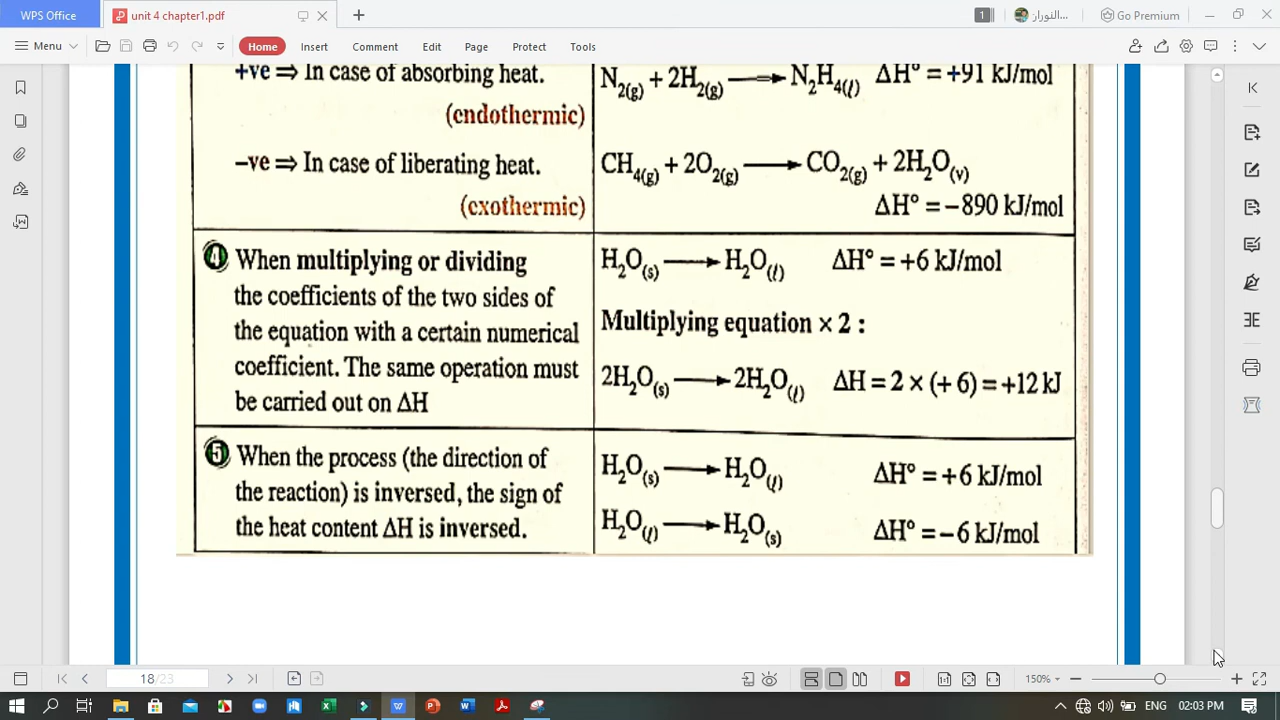 WPS Office
unit 4 chapter1.pdf
1
النوران...
Go Premium
Menu
Home
Insert
Comment
Edit
Page
Protect
Tools
+ve ⇒ In case of absorbing heat.
(endothermic)
N₂(g) + 2H₂(g) ⟶ N₂H₄(l) ΔH° = +91 kJ/mol
–ve ⇒ In case of liberating heat.
(exothermic)
CH₄(g) + 2O₂(g) ⟶ CO₂(g) + 2H₂O(v)
ΔH° = –890 kJ/mol
4 When multiplying or dividing
the coefficients of the two sides of
the equation with a certain numerical
coefficient. The same operation must
be carried out on ΔH
H₂O(s) ⟶ H₂O(l) ΔH° = +6 kJ/mol
Multiplying equation × 2 :
2H₂O(s) ⟶ 2H₂O(l) ΔH = 2 × (+ 6) = +12 kJ
5 When the process (the direction of
the reaction) is inversed, the sign of
the heat content ΔH is inversed.
H₂O(s) ⟶ H₂O(l) ΔH° = +6 kJ/mol
H₂O(l) ⟶ H₂O(s) ΔH° = – 6 kJ/mol
18/23
150%
ENG 02:03 PM